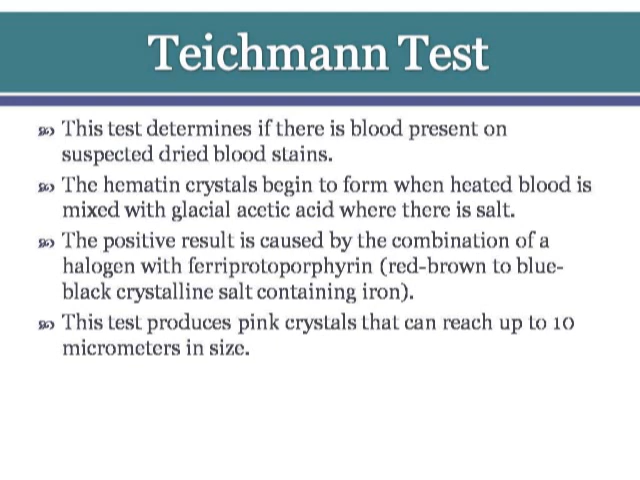 Teichmann Test
This test determines if there is blood present on
suspected dried blood stains.
The hematin crystals begin to form when heated blood is
mixed with glacial acetic acid where there is salt.
The positive result is caused by the combination of a
halogen with ferriprotoporphyrin (red-brown to blue-
black crystalline salt containing iron).
This test produces pink crystals that can reach up to 10
micrometers in size.